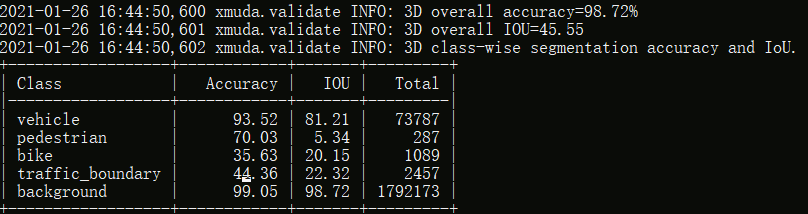 2021-01-26 16:44:50,600 xmuda.validate INFO: 3D overall accuracy=98.72%
2021-01-26 16:44:50,601 xmuda.validate INFO: 3D overall IOU=45.55
2021-01-26 16:44:50,602 xmuda.validate INFO: 3D class-wise segmentation accuracy and IoU.
+------------------+----------+-------+---------+
| Class            | Accuracy |   IOU |   Total |
|------------------+----------+-------+---------|
| vehicle          |    93.52 | 81.21 |   73787 |
| pedestrian       |    70.03 |  5.34 |     287 |
| bike             |    35.63 | 20.15 |    1089 |
| traffic_boundary |    44.36 | 22.32 |    2457 |
| background       |    99.05 | 98.72 | 1792173 |
+------------------+----------+-------+---------+